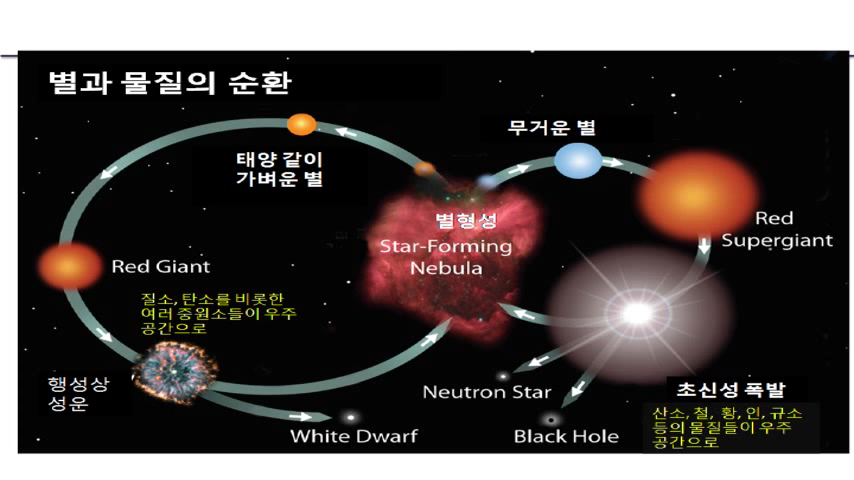 별과 물질의 순환
무거운 별
태양 같이
가벼운 별
별형성
Star-Forming
Nebula
Red
Supergiant
Red Giant
질소, 탄소를 비롯한
여러 중원소들이 우주
공간으로
행성상
성운
White Dwarf
Neutron Star
Black Hole
초신성 폭발
산소, 철, 황, 인, 규소
등의 물질들이 우주
공간으로